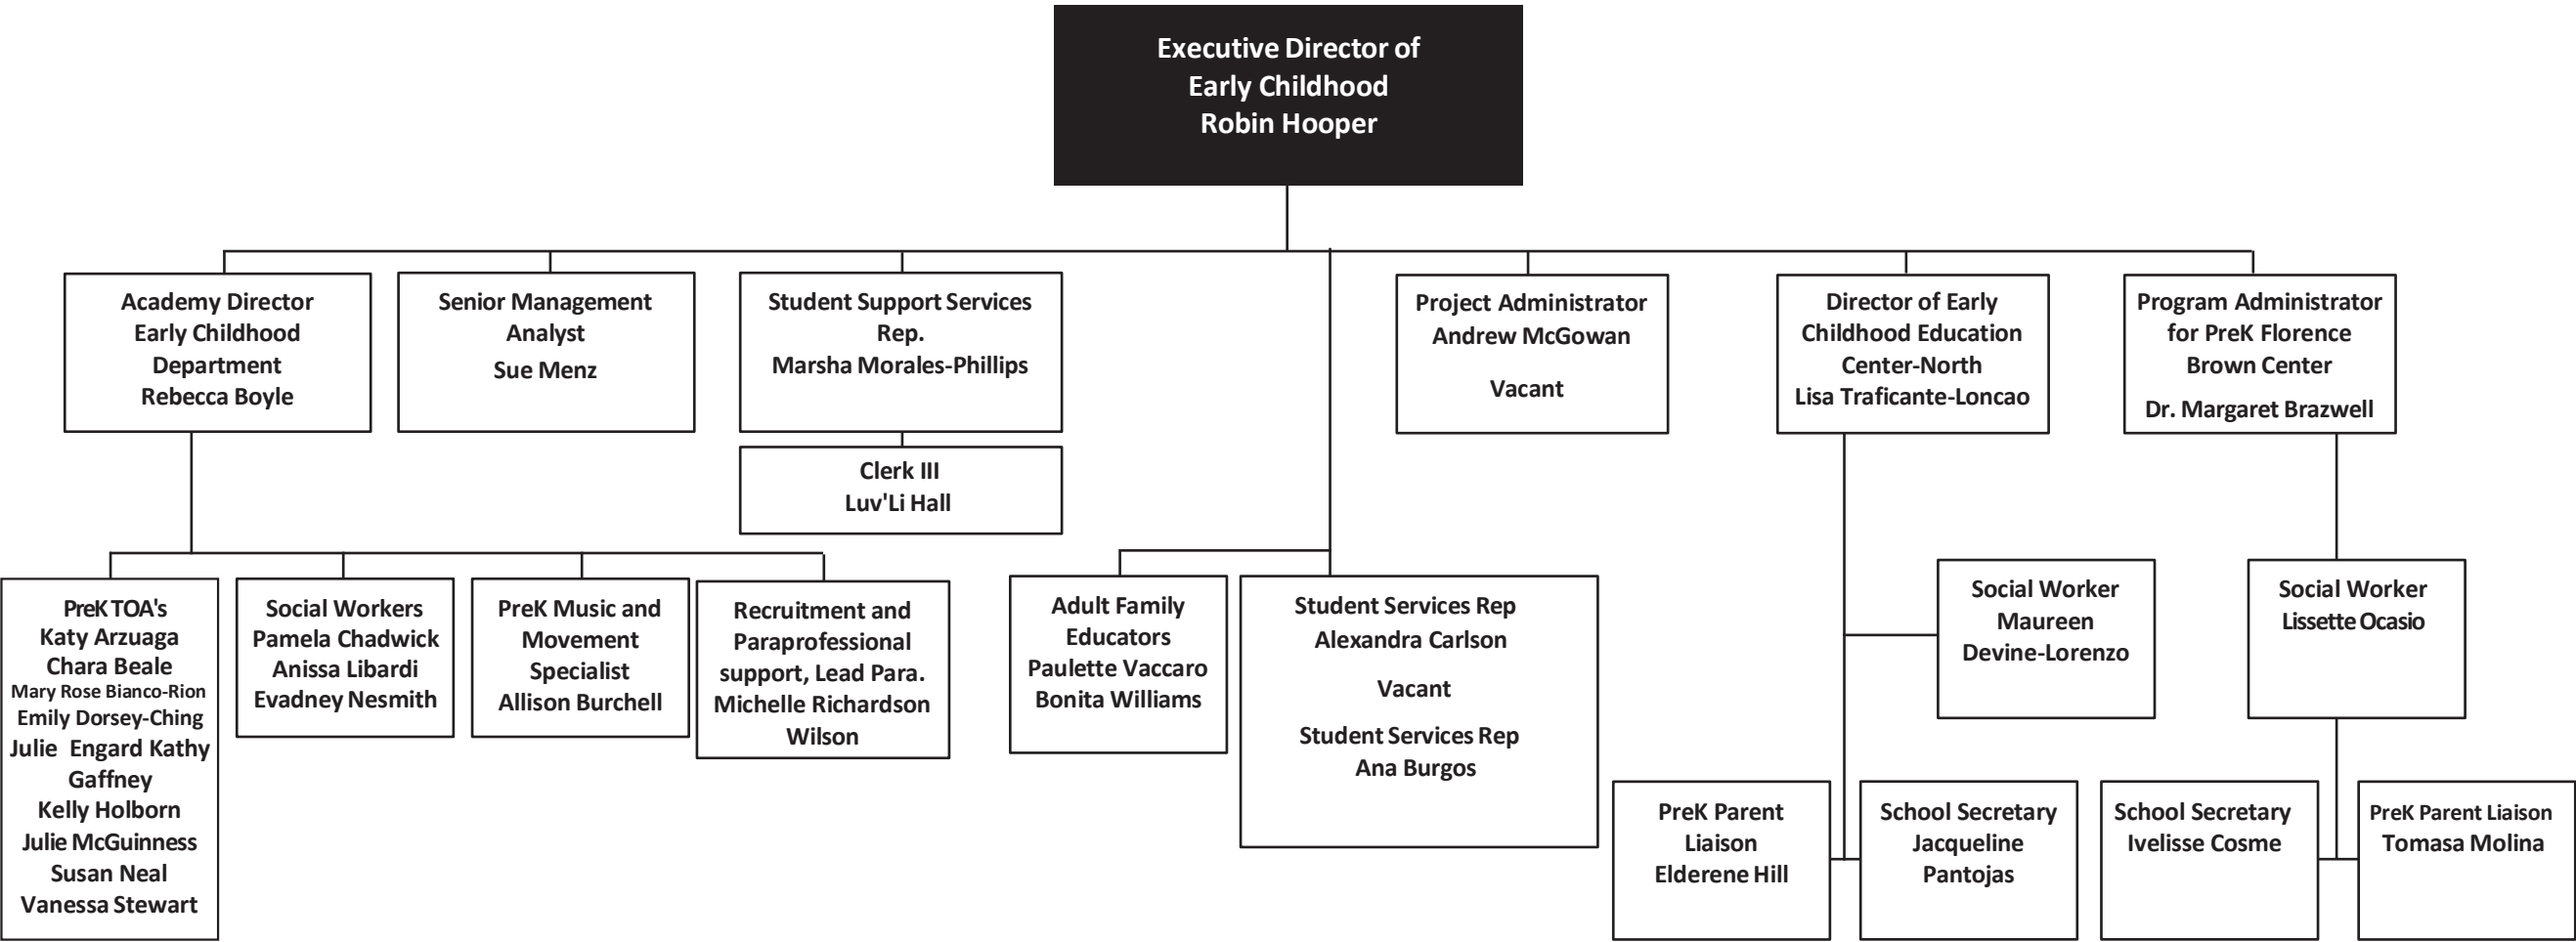 Executive Director of
Early Childhood
Robin Hooper
Academy Director
Early Childhood
Department
Rebecca Boyle
Senior Management
Analyst
Sue Menz
Student Support Services
Rep.
Marsha Morales-Phillips
Clerk III
Luv'Li Hall
Project Administrator
Andrew McGowan
Vacant
Director of Early
Childhood Education
Center-North
Lisa Traficante-Loncao
Program Administrator
for PreK Florence
Brown Center
Dr. Margaret Brazwell
PreK TOA's
Katy Arzuaga
Chara Beale
Mary Rose Bianco-Rion
Emily Dorsey-Ching
Julie Engard Kathy
Gaffney
Kelly Holborn
Julie McGuinness
Susan Neal
Vanessa Stewart
Social Workers
Pamela Chadwick
Anissa Libardi
Evadney Nesmith
PreK Music and
Movement
Specialist
Allison Burchell
Recruitment and
Paraprofessional
support, Lead Para.
Michelle Richardson
Wilson
Adult Family
Educators
Paulette Vaccaro
Bonita Williams
Student Services Rep
Alexandra Carlson
Vacant
Student Services Rep
Ana Burgos
Social Worker
Maureen
Devine-Lorenzo
Social Worker
Lissette Ocasio
PreK Parent
Liaison
Elderene Hill
School Secretary
Jacqueline
Pantojas
School Secretary
Ivelisse Cosme
PreK Parent Liaison
Tomasa Molina